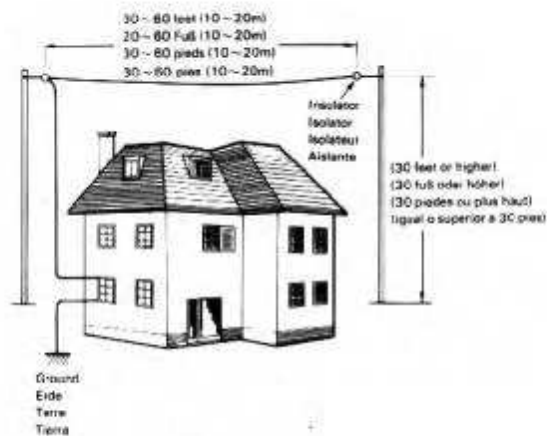 30 ~ 60 feet (10 ~ 20m)
20 ~ 60 Fuß (10 ~ 20m)
30 ~ 60 pieds (10 ~ 20m)
30 ~ 60 pies (10 ~ 20m)
Insulator
Isolator
Isolateur
Aislante
(30 feet or higher)
(30 fuß oder höher)
(30 piedes ou plus haut)
(igual o superior a 30 pies)
Ground
Erde
Terre
Tierra